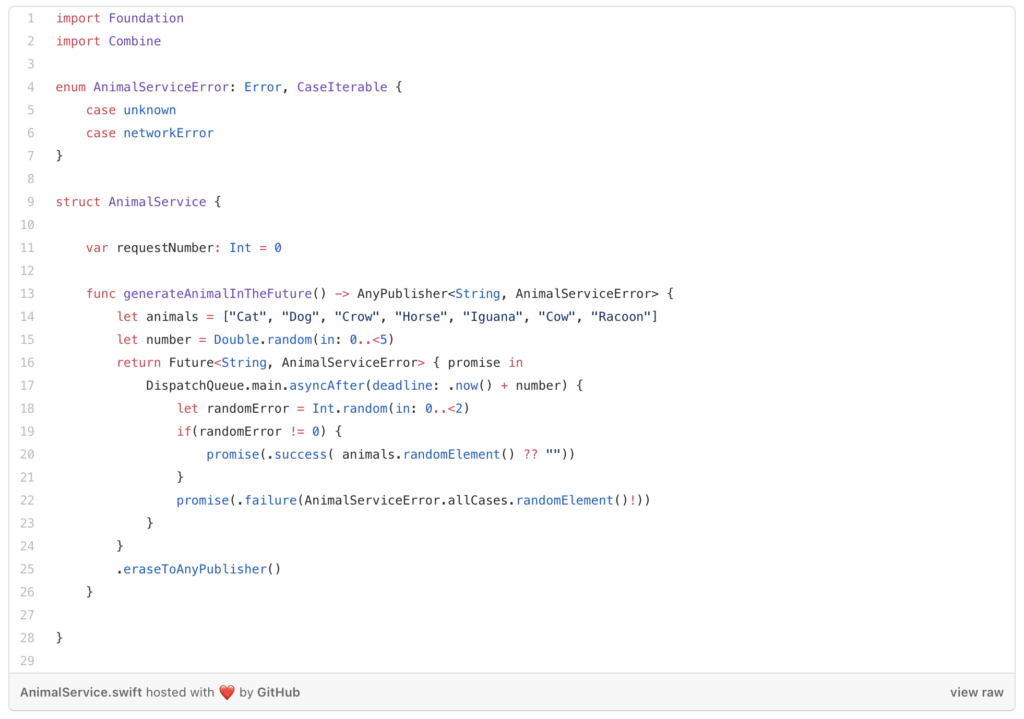 1 import Foundation
2 import Combine
3
4 enum AnimalServiceError: Error, CaseIterable {
5     case unknown
6     case networkError
7 }
8
9 struct AnimalService {
10
11     var requestNumber: Int = 0
12
13     func generateAnimalInTheFuture() -> AnyPublisher<String, AnimalServiceError> {
14         let animals = ["Cat", "Dog", "Crow", "Horse", "Iguana", "Cow", "Racoon"]
15         let number = Double.random(in: 0..<5)
16         return Future<String, AnimalServiceError> { promise in
17             DispatchQueue.main.asyncAfter(deadline: .now() + number) {
18                 let randomError = Int.random(in: 0..<2)
19                 if(randomError != 0) {
20                     promise(.success( animals.randomElement() ?? ""))
21                 }
22                 promise(.failure(AnimalServiceError.allCases.randomElement()!))
23             }
24         }
25         .eraseToAnyPublisher()
26     }
27
28 }
29
AnimalService.swift hosted with ❤️ by GitHub view raw